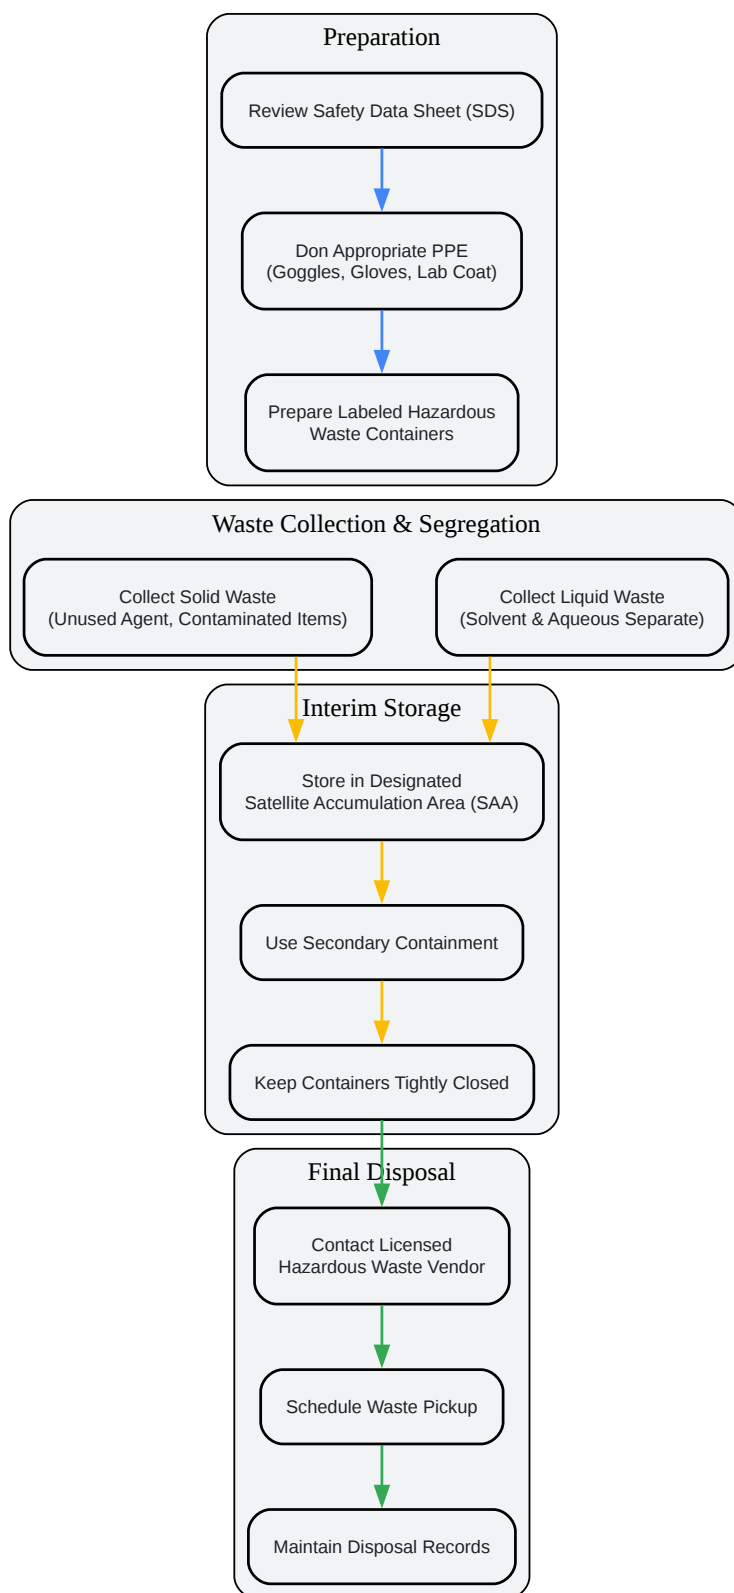 Preparation
Review Safety Data Sheet (SDS)
Don Appropriate PPE
(Goggles, Gloves, Lab Coat)
Prepare Labeled Hazardous
Waste Containers
Waste Collection & Segregation
Collect Solid Waste
(Unused Agent, Contaminated Items)
Collect Liquid Waste
(Solvent & Aqueous Separate)
Interim Storage
Store in Designated
Satellite Accumulation Area (SAA)
Use Secondary Containment
Keep Containers Tightly Closed
Final Disposal
Contact Licensed
Hazardous Waste Vendor
Schedule Waste Pickup
Maintain Disposal Records